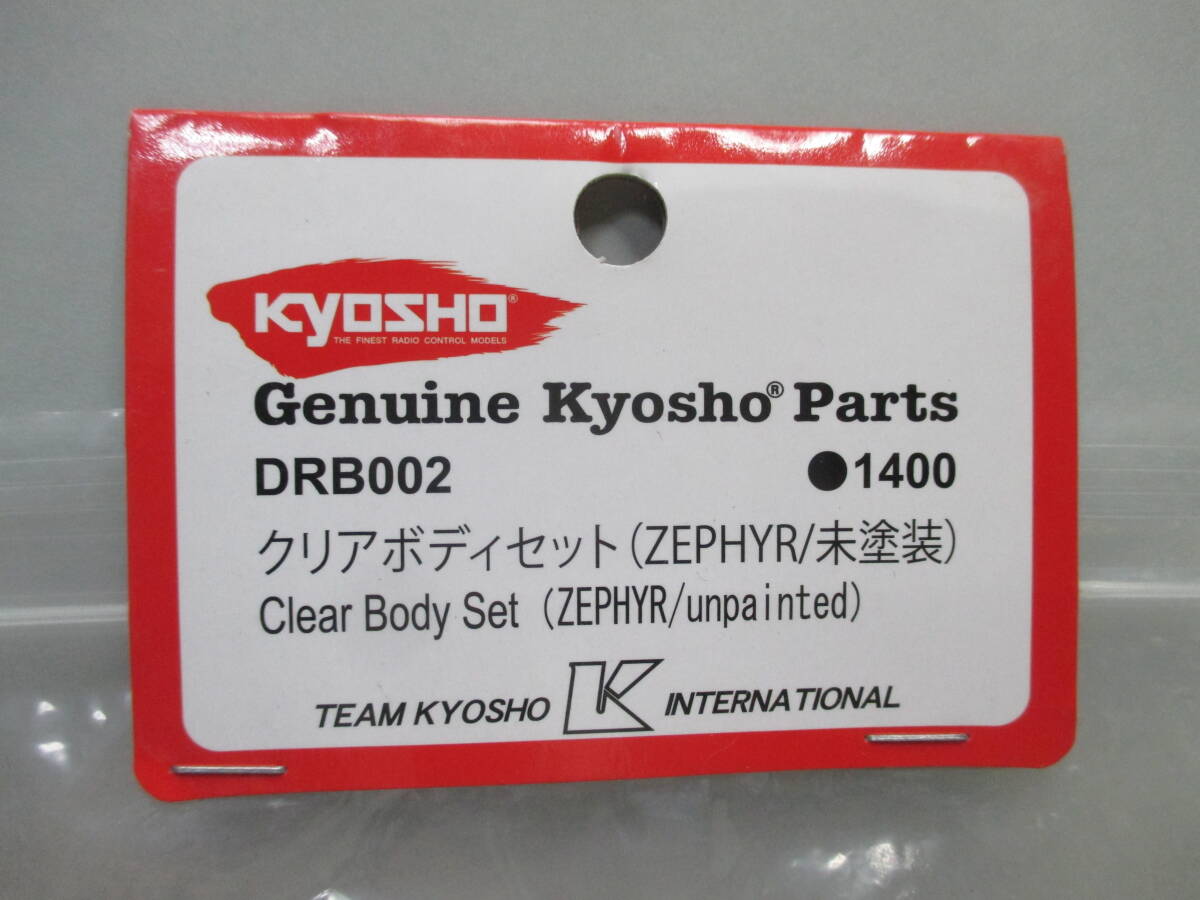 KYOSHO®
THE FINEST RADIO CONTROL MODELS
Genuine Kyosho® Parts
DRB002 ●1400
クリアボディセット(ZEPHYR/未塗装)
Clear Body Set (ZEPHYR/unpainted)
TEAM KYOSHO K INTERNATIONAL